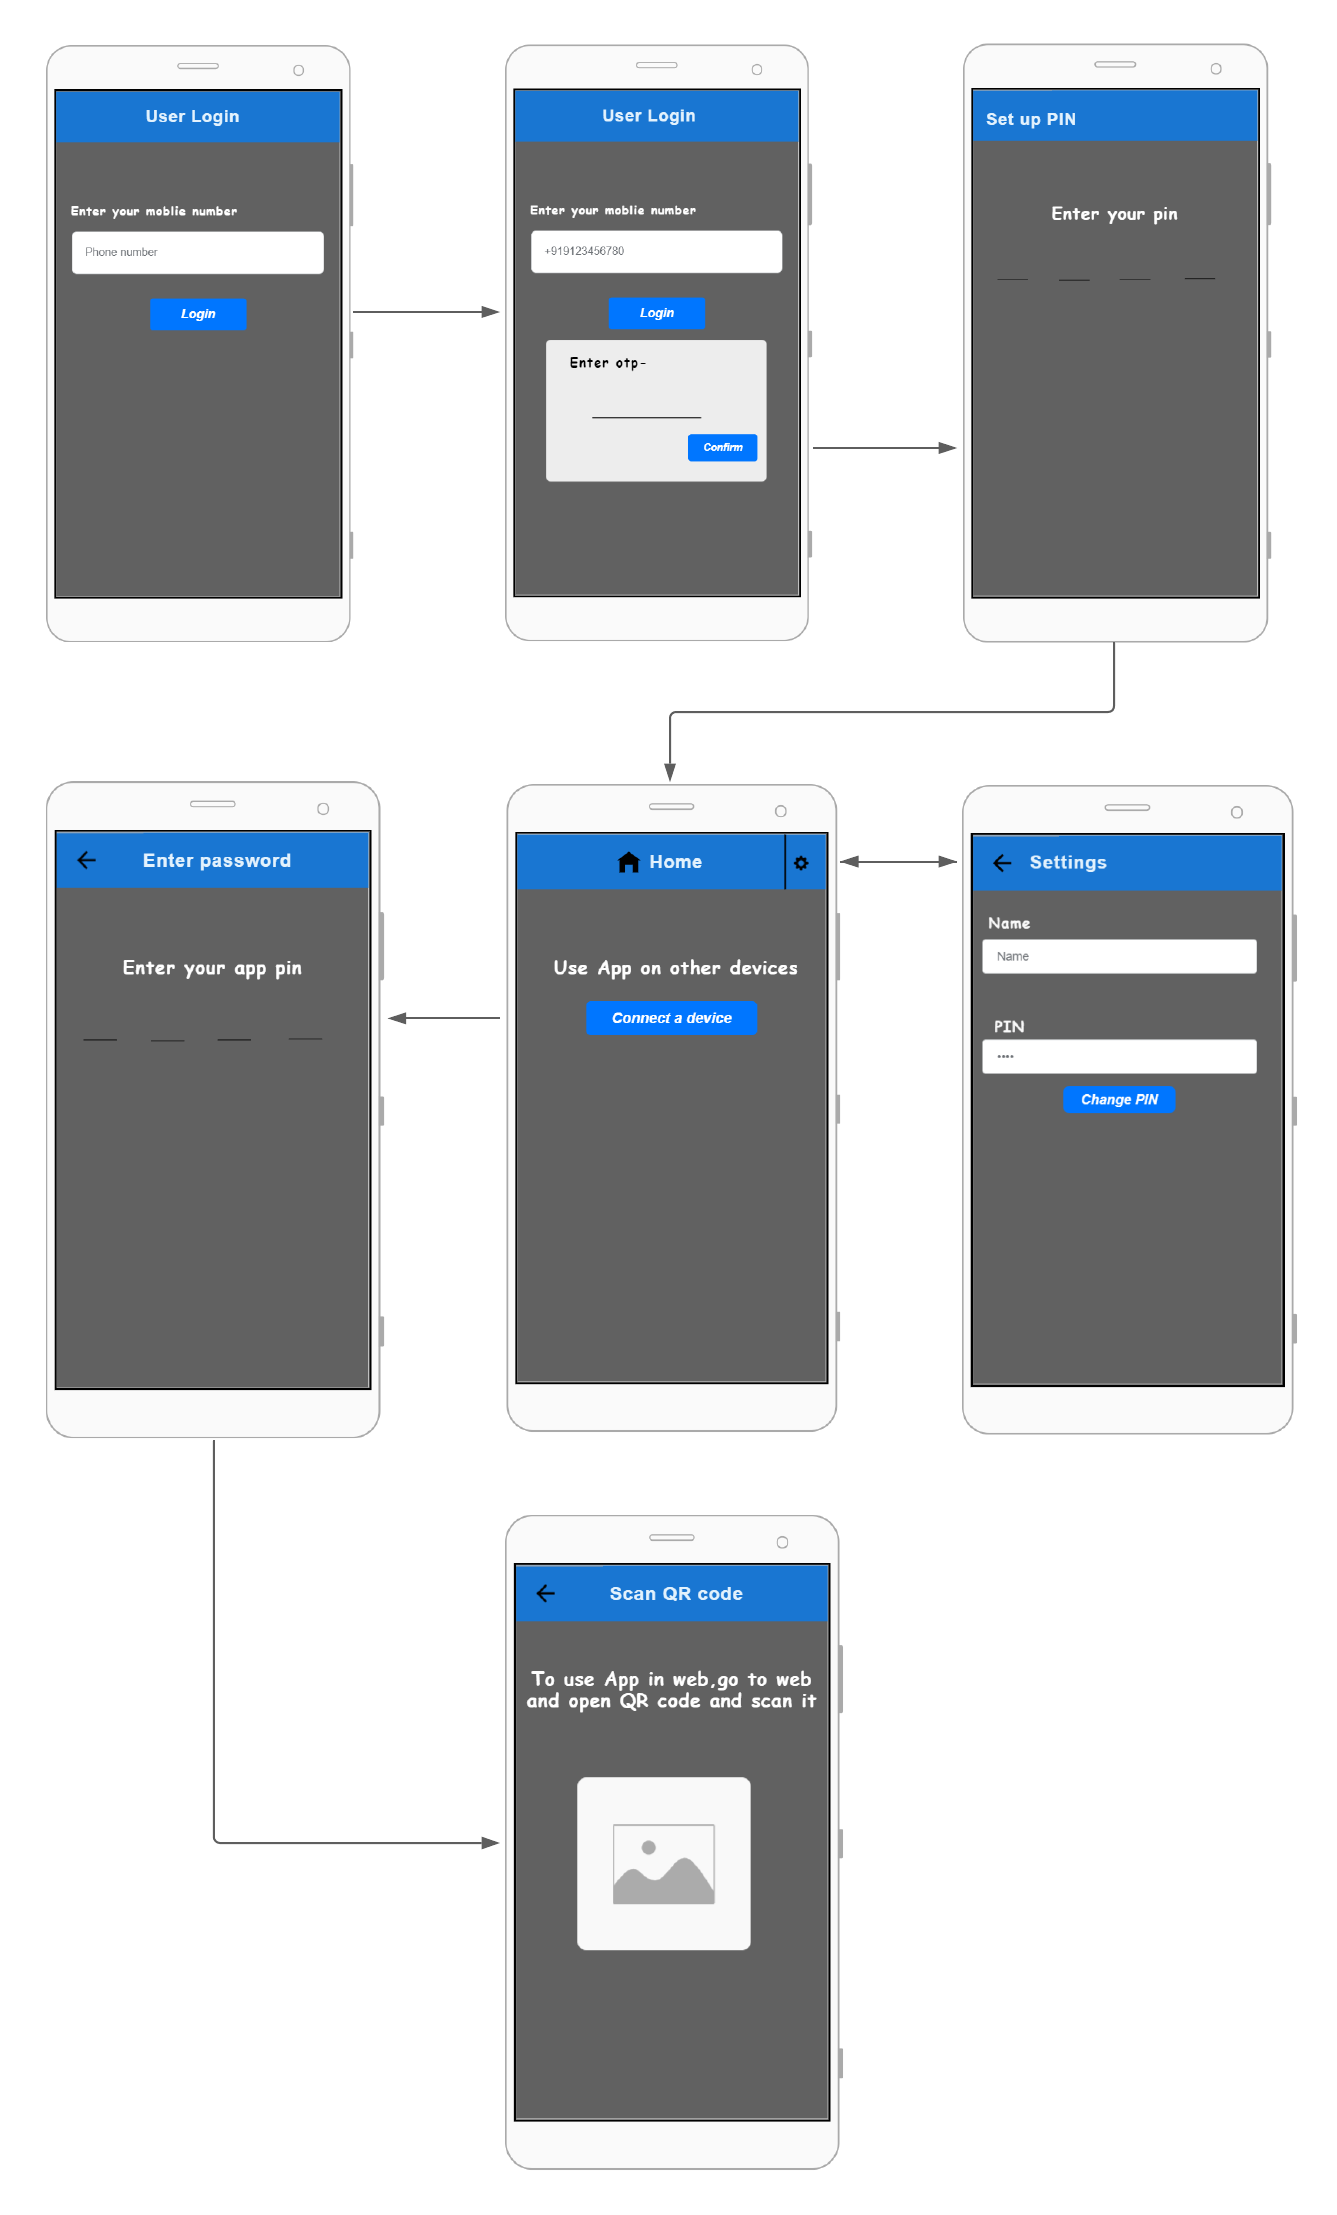 User Login
Enter your moblie number
Phone number
Login
User Login
Enter your moblie number
+919123456780
Login
Enter otp-
Confirm
Set up PIN
Enter your pin
Enter password
Enter your app pin
Home
Use App on other devices
Connect a device
Settings
Name
Name
PIN
••••
Change PIN
Scan QR code
To use App in web,go to web
and open QR code and scan it